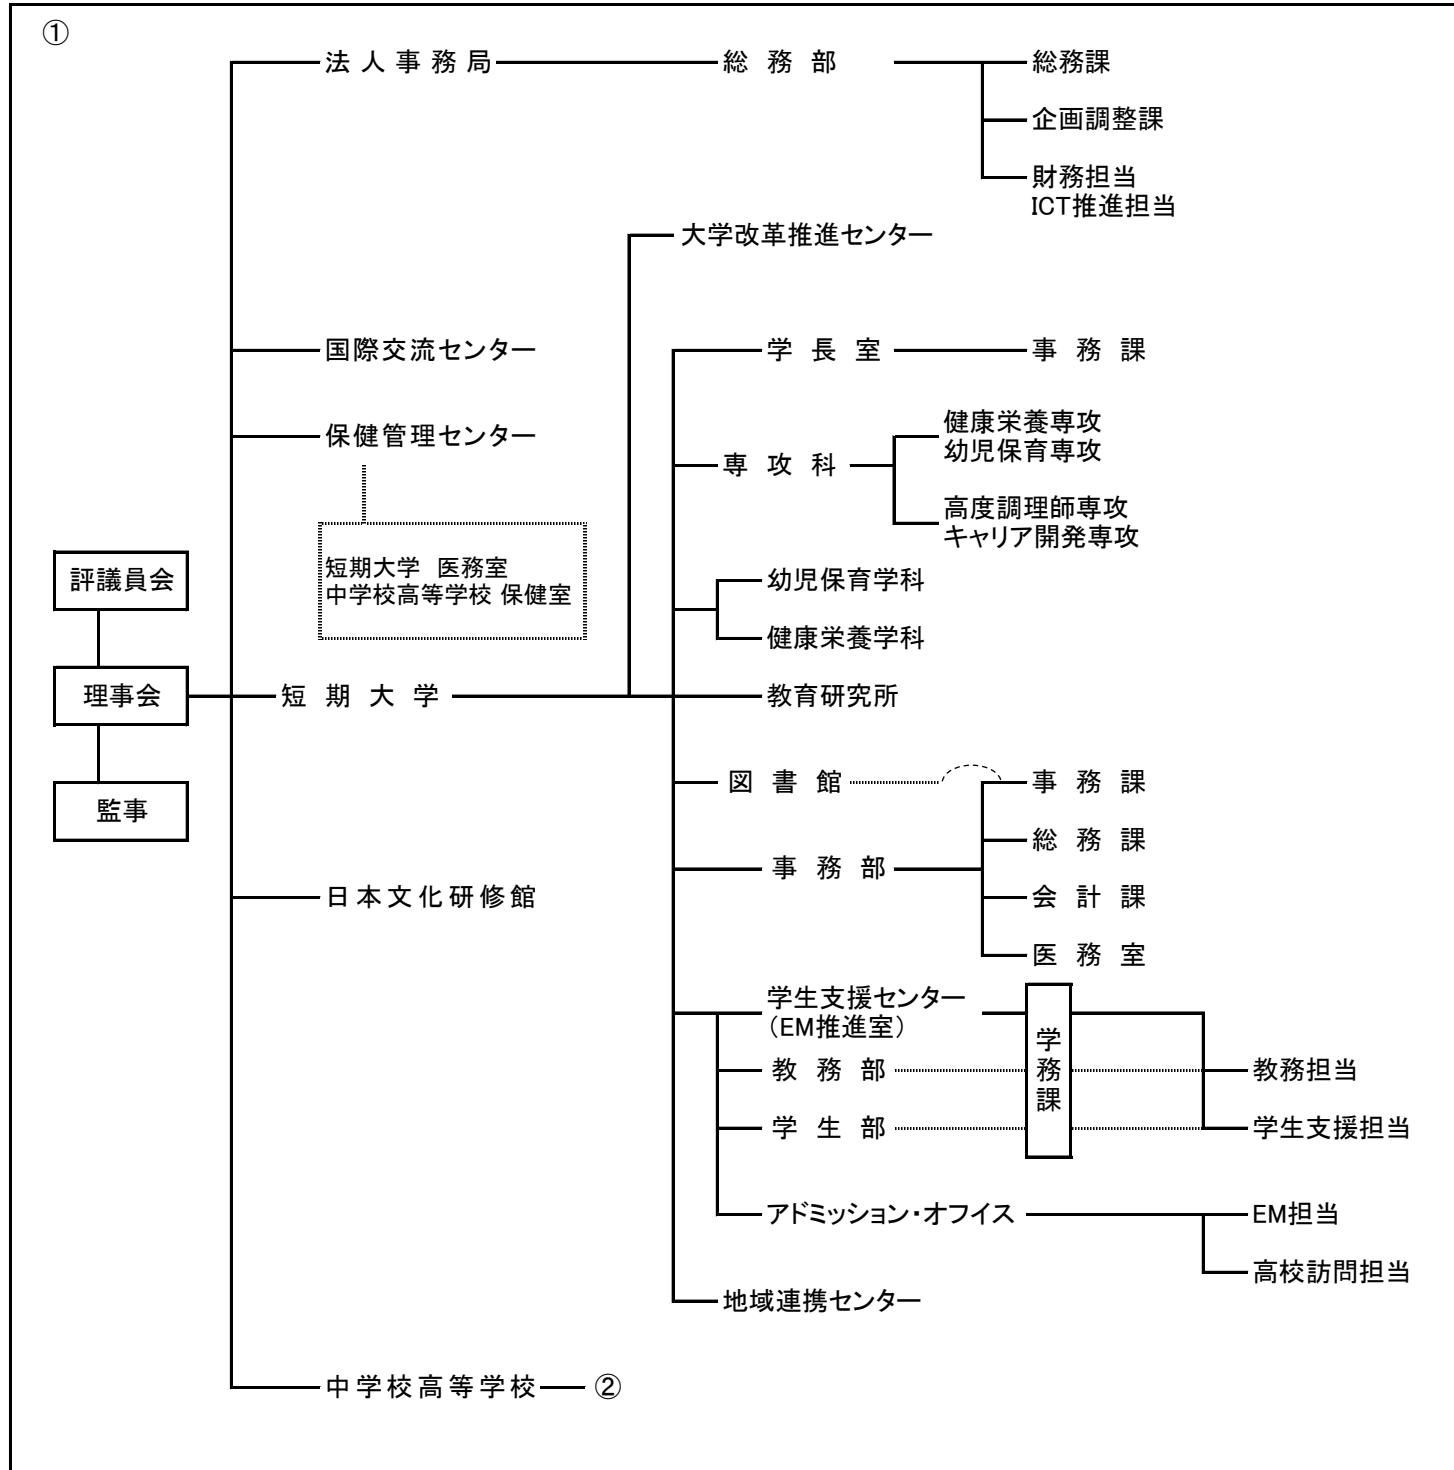 ①
法人事務局
総務部
総務課
企画調整課
財務担当
ICT推進担当
大学改革推進センター
国際交流センター
学長室
事務課
保健管理センター
専攻科
健康栄養専攻
幼児保育専攻
高度調理師専攻
キャリア開発専攻
短期大学 医務室
中学校高等学校 保健室
評議員会
幼児保育学科
健康栄養学科
理事会
短期大学
教育研究所
監事
図書館
事務課
総務課
事務部
日本文化研修館
会計課
医務室
学生支援センター
(EM推進室)
学務課
教務部
教務担当
学生部
学生支援担当
アドミッション・オフイス
EM担当
高校訪問担当
地域連携センター
中学校高等学校
②